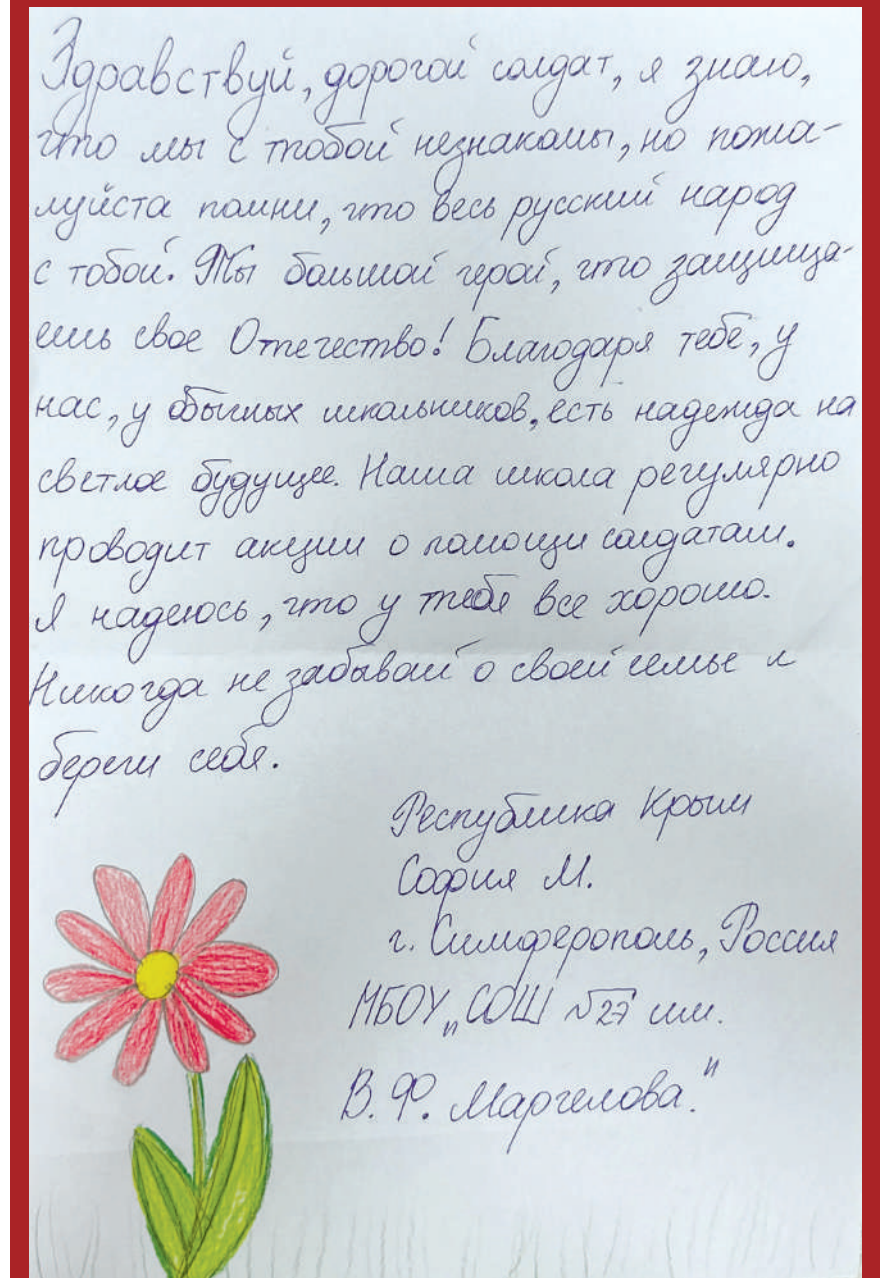 Здравствуй, дорогой солдат, я знаю,
что мы с тобой незнакомы, но пожа-
луйста помни, что весь русский народ
с тобой. Ты большой герой, что защища-
ешь свое Отечество! Благодаря тебе, у
нас, у обычных школьников, есть надежда на
светлое будущее. Наша школа регулярно
проводит акции о помощи солдатам.
Я надеюсь, что у тебя все хорошо.
Никогда не забывай о своей семье и
береги себя.
Республика Крым
София М.
г. Симферополь, Россия
МБОУ „СОШ №27 им.
В.Ф. Маргелова."